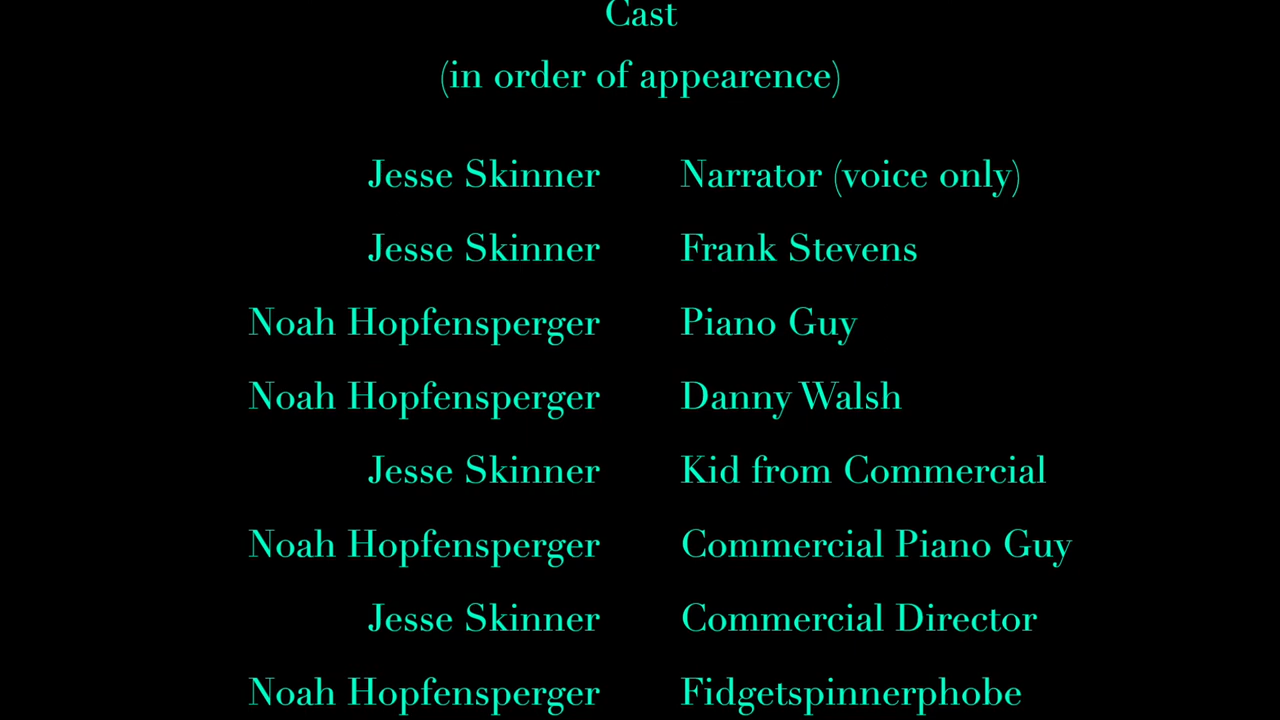 Cast
(in order of appearence)
Jesse Skinner Narrator (voice only)
Jesse Skinner Frank Stevens
Noah Hopfensperger Piano Guy
Noah Hopfensperger Danny Walsh
Jesse Skinner Kid from Commercial
Noah Hopfensperger Commercial Piano Guy
Jesse Skinner Commercial Director
Noah Hopfensperger Fidgetspinnerphobe